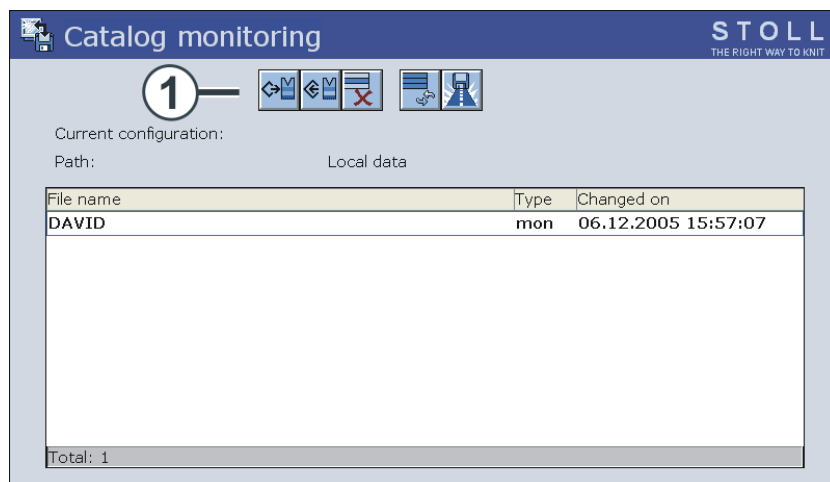 Catalog monitoring
STOLL
THE RIGHT WAY TO KNIT
1
Current configuration:
Path: Local data
File name Type Changed on
DAVID mon 06.12.2005 15:57:07
Total: 1